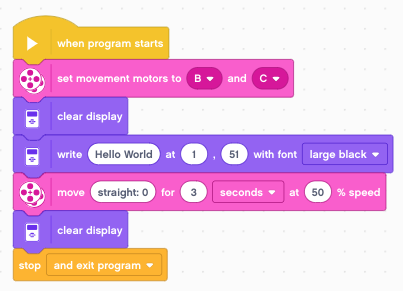 when program starts
set movement motors to B and C
clear display
write Hello World at 1 , 51 with font large black
move straight: 0 for 3 seconds at 50 % speed
clear display
stop and exit program